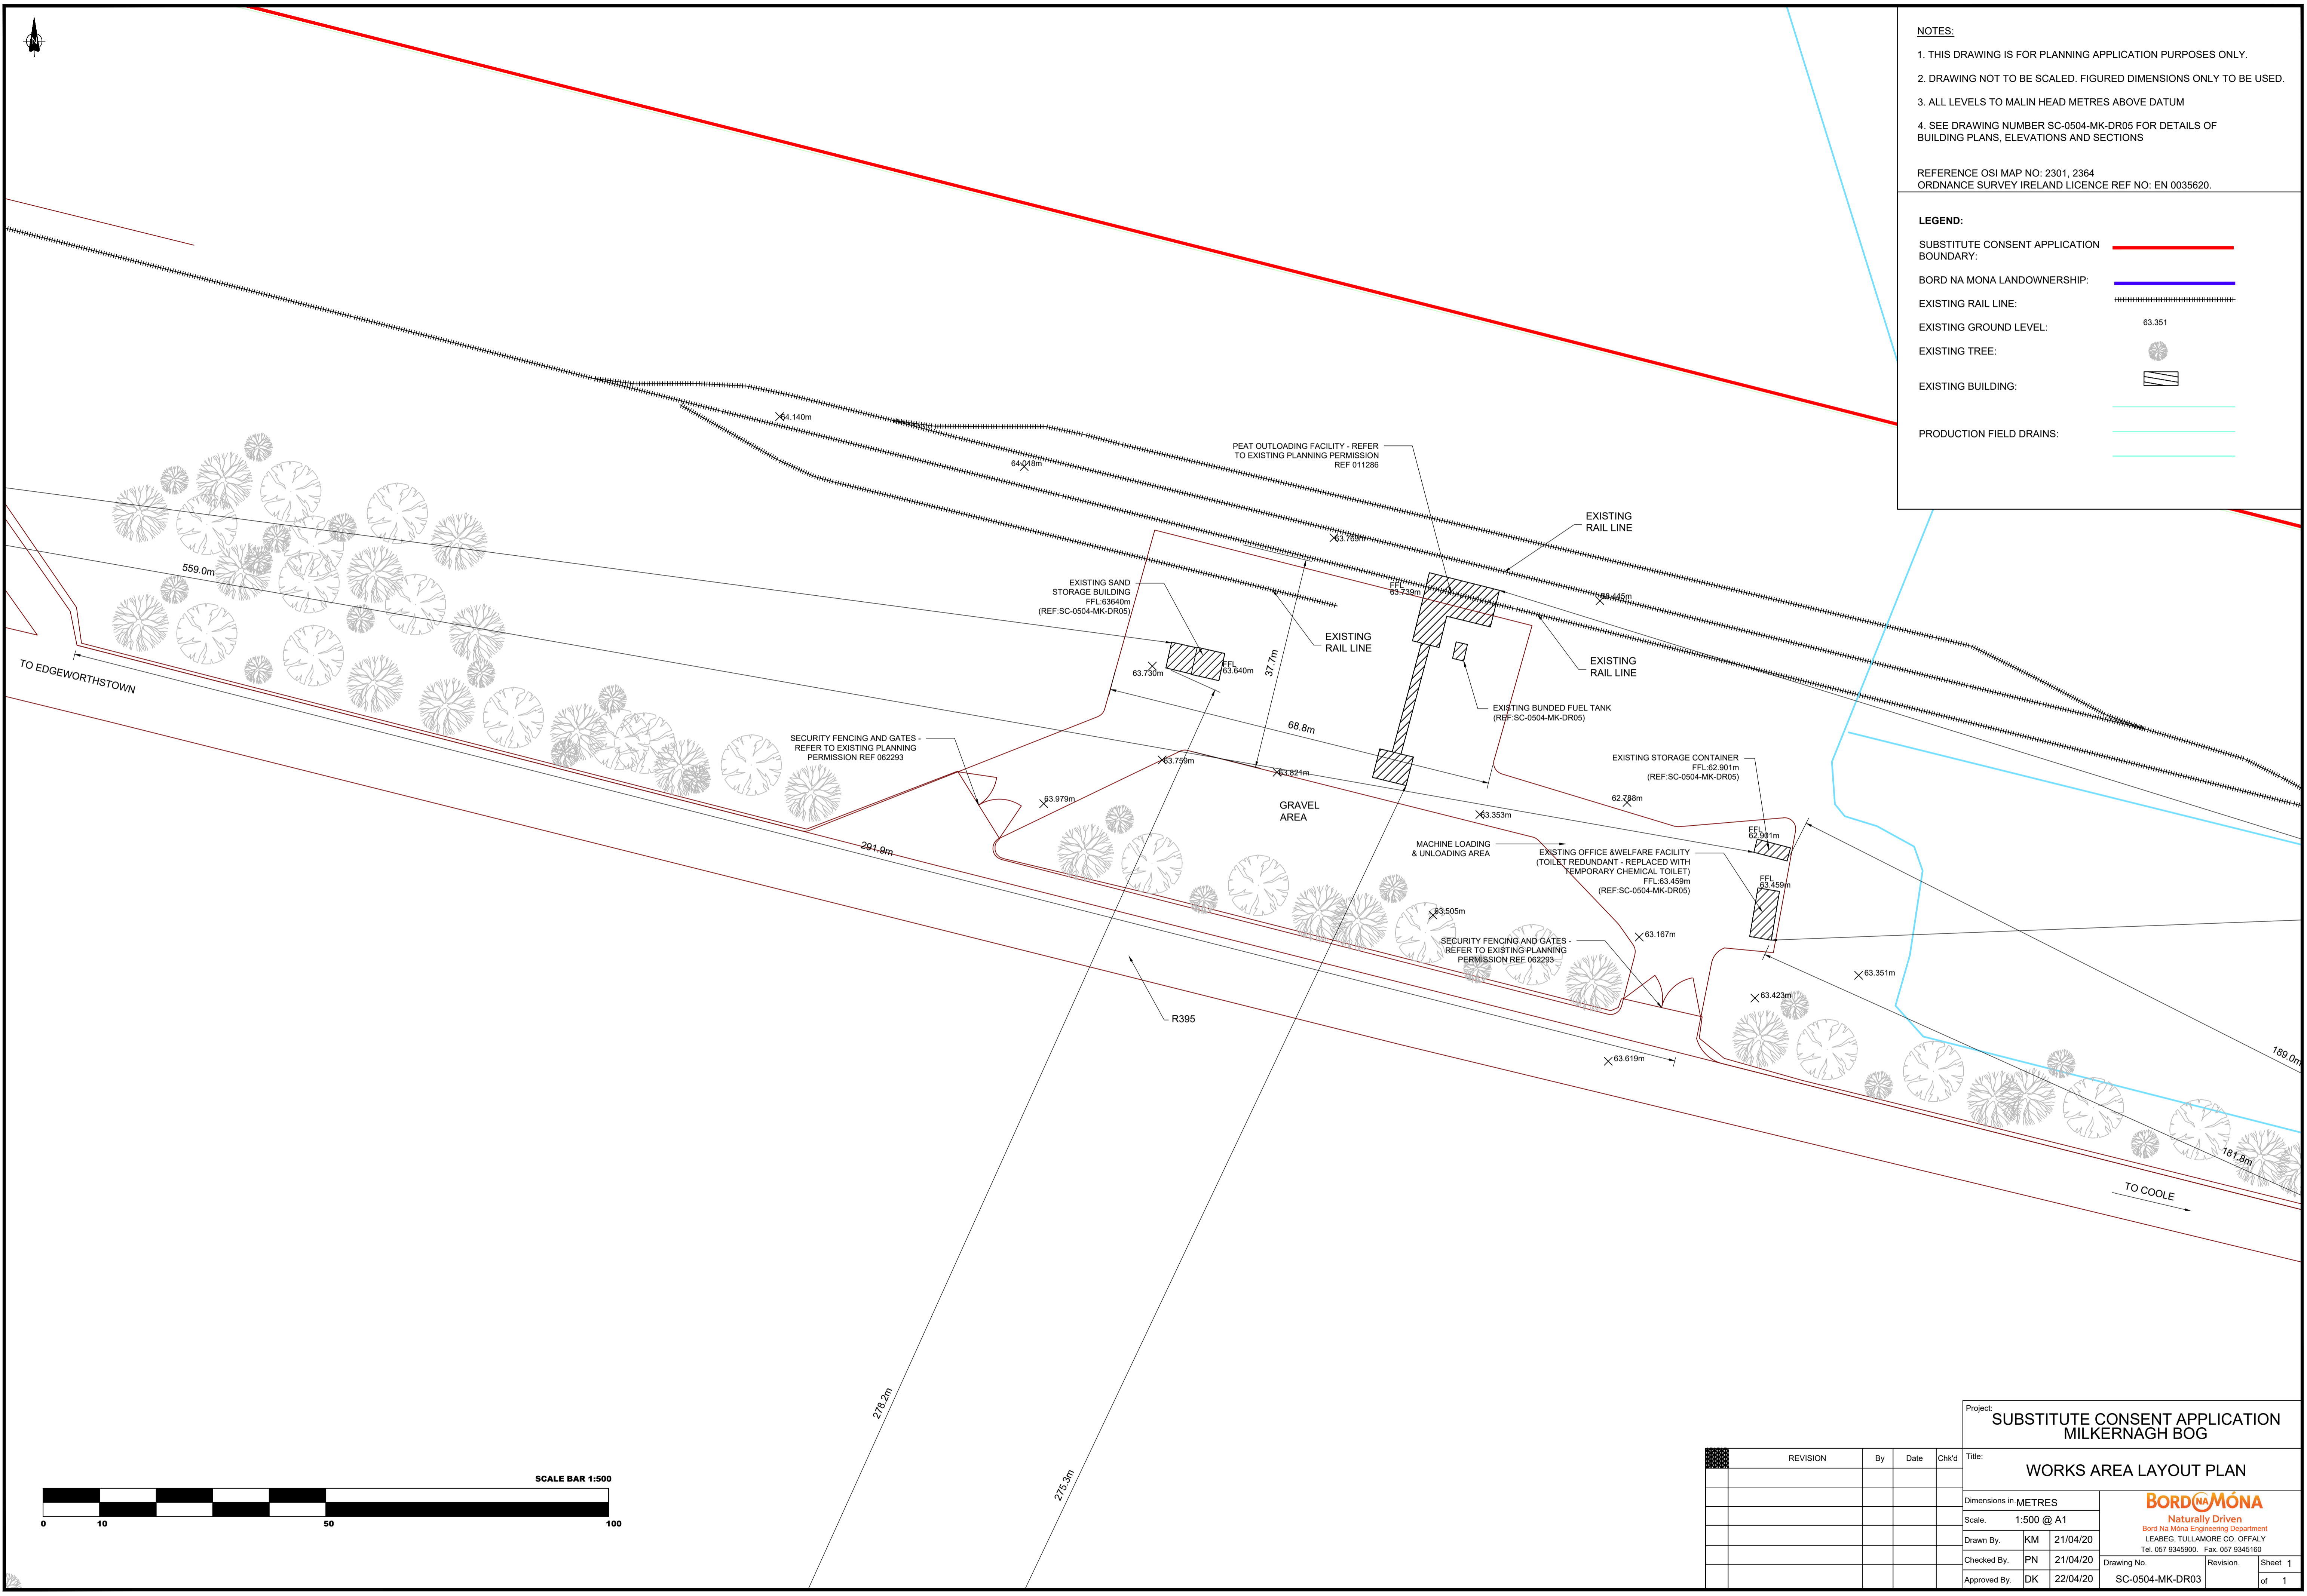 NOTES:
1. THIS DRAWING IS FOR PLANNING APPLICATION PURPOSES ONLY.
2. DRAWING NOT TO BE SCALED. FIGURED DIMENSIONS ONLY TO BE USED.
3. ALL LEVELS TO MALIN HEAD METRES ABOVE DATUM
4. SEE DRAWING NUMBER SC-0504-MK-DR05 FOR DETAILS OF
BUILDING PLANS, ELEVATIONS AND SECTIONS
REFERENCE OSI MAP NO: 2301, 2364
ORDNANCE SURVEY IRELAND LICENCE REF NO: EN 0035620.
LEGEND:
SUBSTITUTE CONSENT APPLICATION
BOUNDARY:
BORD NA MONA LANDOWNERSHIP:
EXISTING RAIL LINE:
EXISTING GROUND LEVEL:
63.351
EXISTING TREE:
EXISTING BUILDING:
PRODUCTION FIELD DRAINS:
N
64.140m
64.018m
PEAT OUTLOADING FACILITY - REFER
TO EXISTING PLANNING PERMISSION
REF 011286
EXISTING
RAIL LINE
63.763m
559.0m
EXISTING SAND
STORAGE BUILDING
FFL:63640m
(REF:SC-0504-MK-DR05)
FFL
63.739m
63.445m
EXISTING
RAIL LINE
EXISTING
RAIL LINE
37.7m
FFL
63.640m
63.730m
TO EDGEWORTHSTOWN
EXISTING BUNDED FUEL TANK
(REF:SC-0504-MK-DR05)
68.8m
SECURITY FENCING AND GATES -
REFER TO EXISTING PLANNING
PERMISSION REF 062293
63.759m
63.821m
EXISTING STORAGE CONTAINER
FFL:62.901m
(REF:SC-0504-MK-DR05)
63.979m
GRAVEL
AREA
62.788m
63.353m
FFL
62.901m
MACHINE LOADING
& UNLOADING AREA
EXISTING OFFICE &WELFARE FACILITY
(TOILET REDUNDANT - REPLACED WITH
TEMPORARY CHEMICAL TOILET)
FFL:63.459m
(REF:SC-0504-MK-DR05)
FFL
63.459m
291.9m
63.505m
63.167m
SECURITY FENCING AND GATES -
REFER TO EXISTING PLANNING
PERMISSION REF 062293
63.351m
63.423m
R395
63.619m
189.0m
181.8m
TO COOLE
278.2m
275.3m
SCALE BAR 1:500
0 10 50 100
REVISION By Date Chk'd
Project:
SUBSTITUTE CONSENT APPLICATION
MILKERNAGH BOG
Title:
WORKS AREA LAYOUT PLAN
Dimensions in. METRES
Scale. 1:500 @ A1
Drawn By. KM 21/04/20
Checked By. PN 21/04/20
Approved By. DK 22/04/20
BORD NA MÓNA
Naturally Driven
Bord Na Móna Engineering Department
LEABEG, TULLAMORE CO. OFFALY
Tel. 057 9345900. Fax. 057 9345160
Drawing No.
SC-0504-MK-DR03
Revision.
Sheet 1
of 1